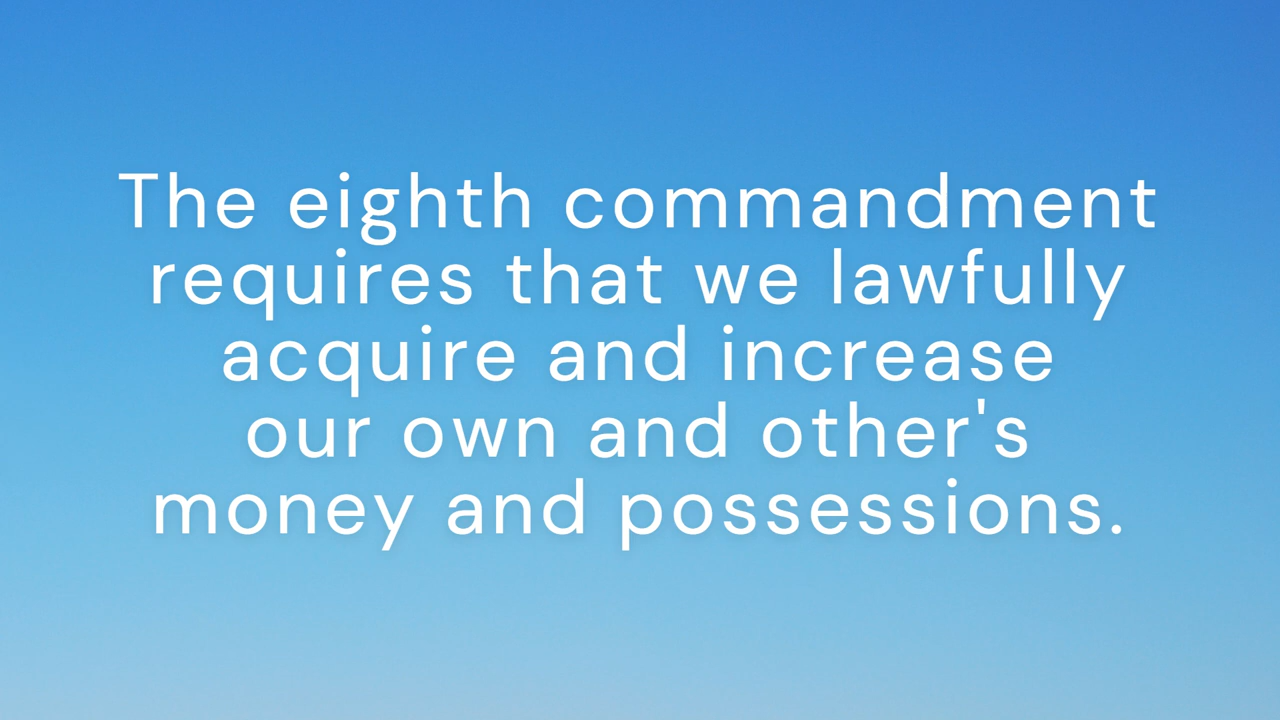 The eighth commandment
requires that we lawfully
acquire and increase
our own and other's
money and possessions.